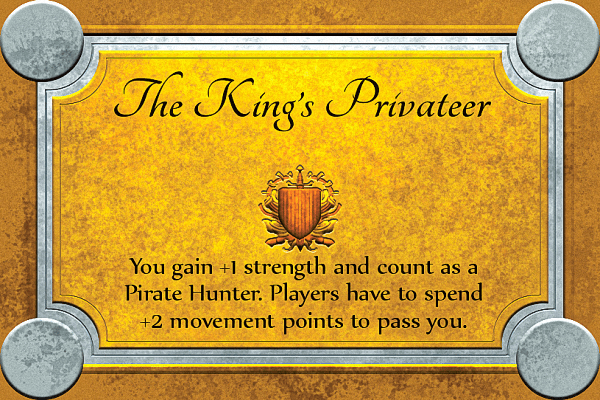 The King's Privateer
You gain +1 strength and count as a
Pirate Hunter. Players have to spend
+2 movement points to pass you.